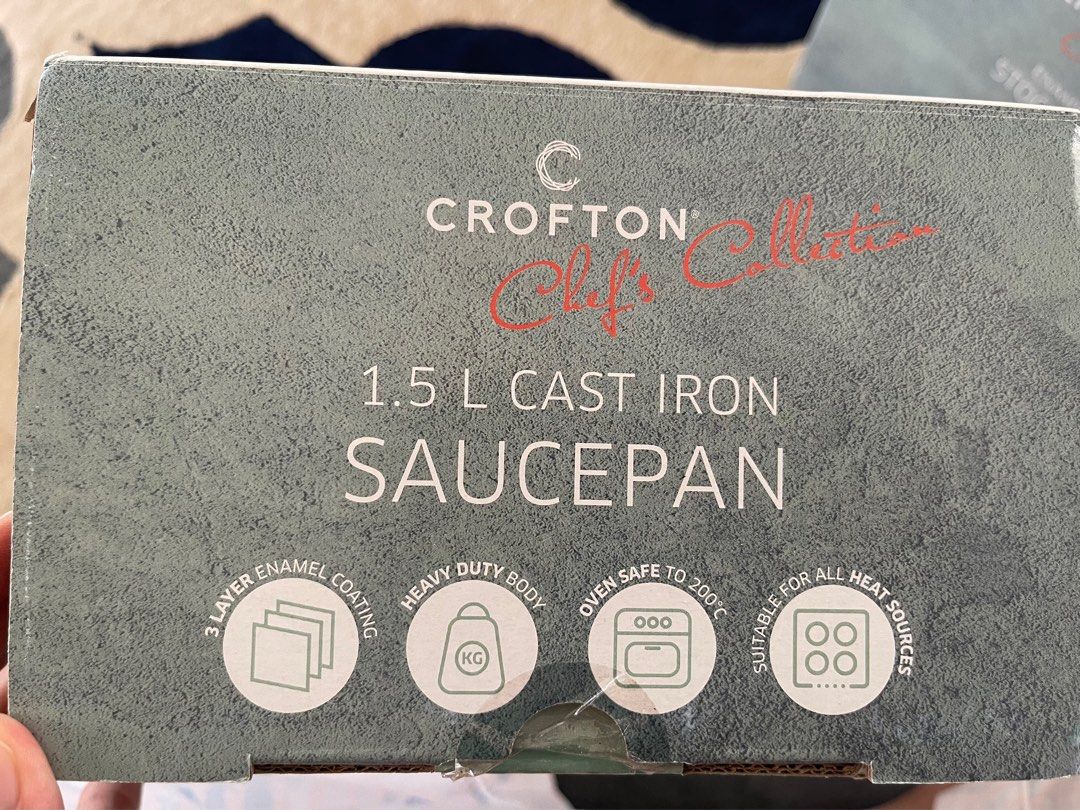 C
CROFTON®
Chef's Collection
1.5 L CAST IRON
SAUCEPAN
3 LAYER ENAMEL COATING
HEAVY DUTY BODY
KG
OVEN SAFE TO 200°C
SUITABLE FOR ALL HEAT SOURCES